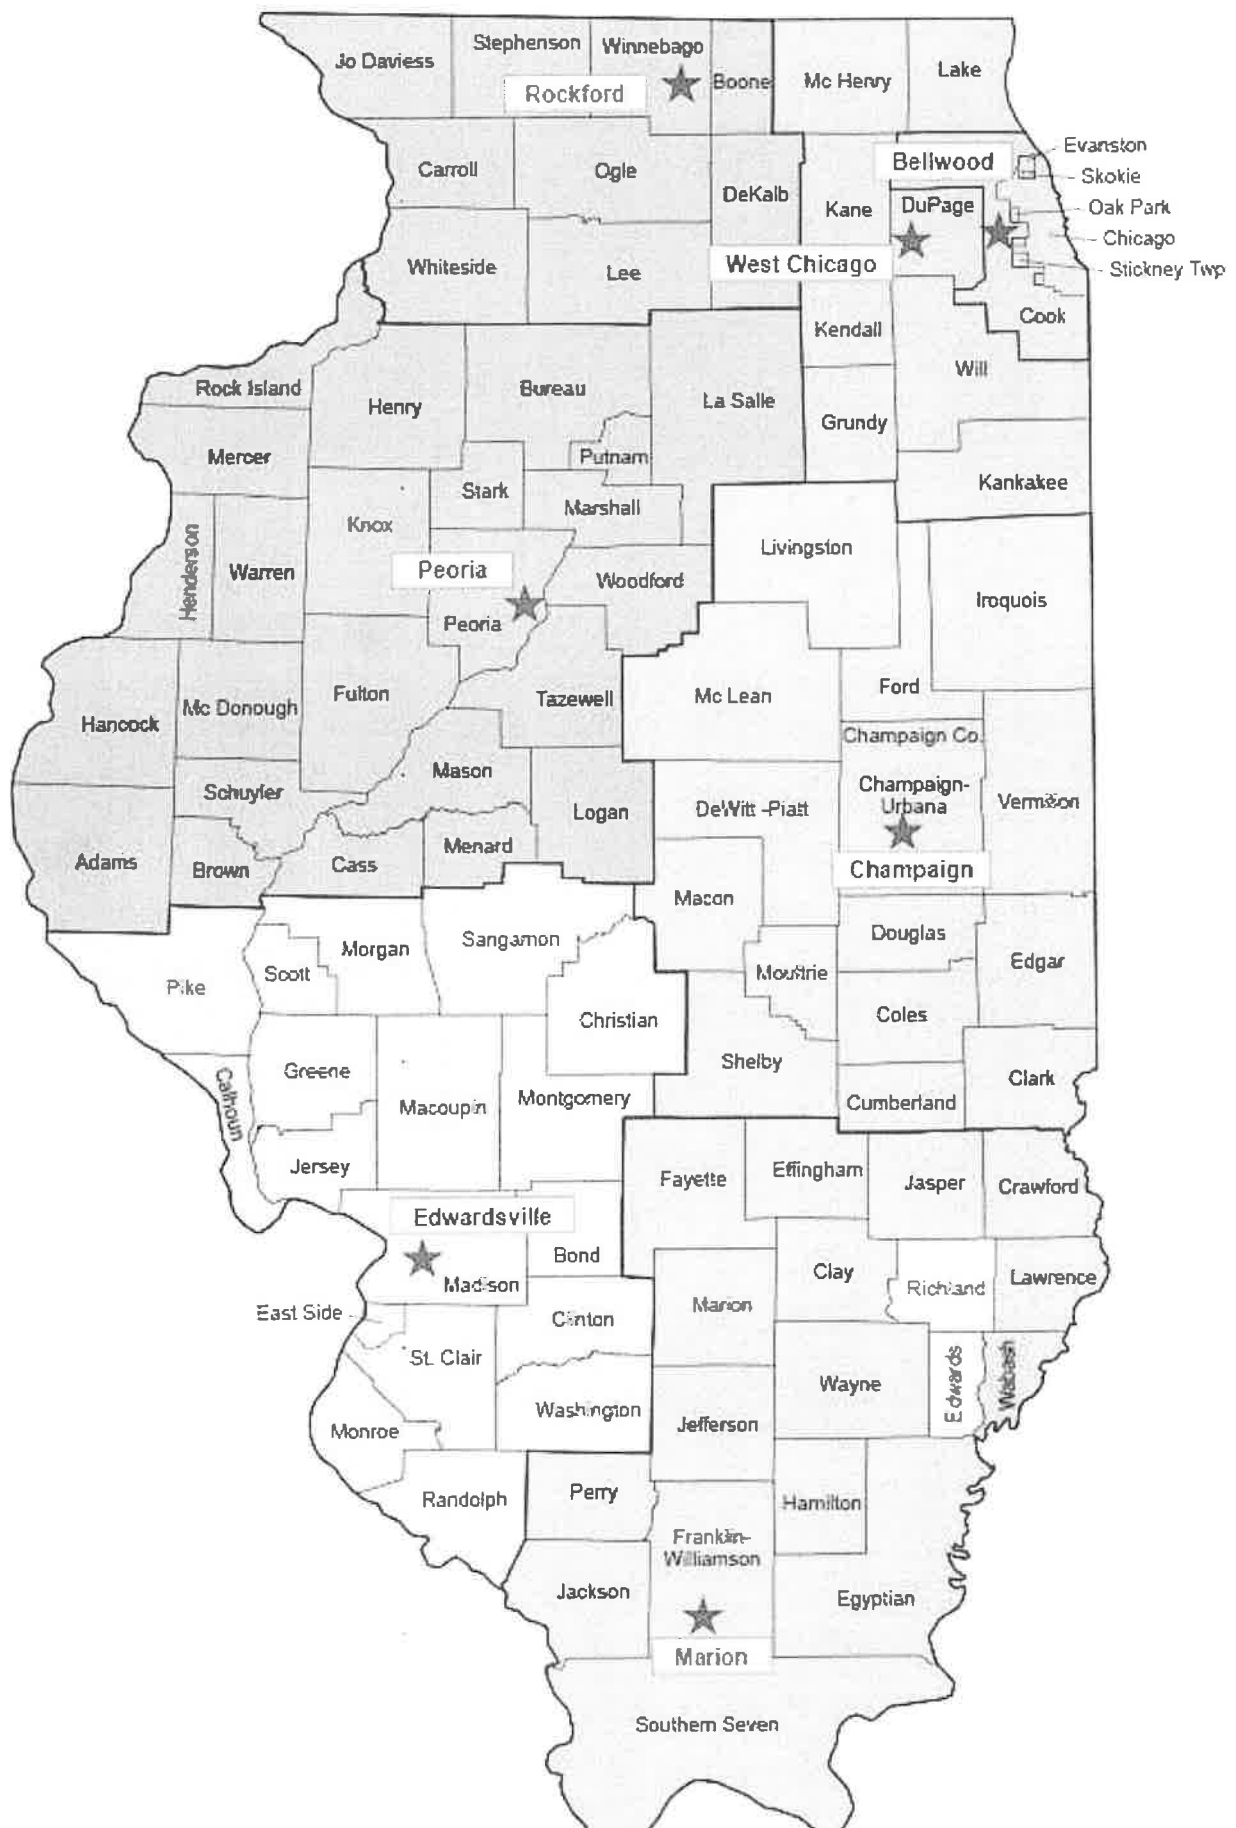 Jo Daviess
Stephenson
Winnebago
Boone
Mc Henry
Lake
Rockford
Evanston
Bellwood
Skokie
Carroll
Ogle
DeKalb
Kane
DuPage
Oak Park
Chicago
Whiteside
Lee
West Chicago
Stickney Twp
Cook
Kendall
Will
Rock Island
Henry
Bureau
La Salle
Grundy
Mercer
Putnam
Kankakee
Stark
Marshall
Knox
Livingston
Henderson
Warren
Peoria
Woodford
Iroquois
Peoria
Hancock
Mc Donough
Fulton
Tazewell
Mc Lean
Ford
Champaign Co.
Mason
Schuyler
Logan
DeWitt -Piatt
Champaign-
Urbana
Vermilion
Adams
Brown
Cass
Menard
Champaign
Macon
Morgan
Sangamon
Douglas
Scott
Moultrie
Edgar
Pike
Christian
Coles
Greene
Shelby
Clark
Calhoun
Macoupin
Montgomery
Cumberland
Jersey
Fayette
Effingham
Jasper
Crawford
Edwardsville
Bond
Clay
Madison
Richland
Lawrence
East Side
Clinton
Marion
St. Clair
Wayne
Edwards
Wabash
Monroe
Washington
Jefferson
Randolph
Perry
Hamilton
Franklin-
Williamson
Jackson
Egyptian
Marion
Southern Seven